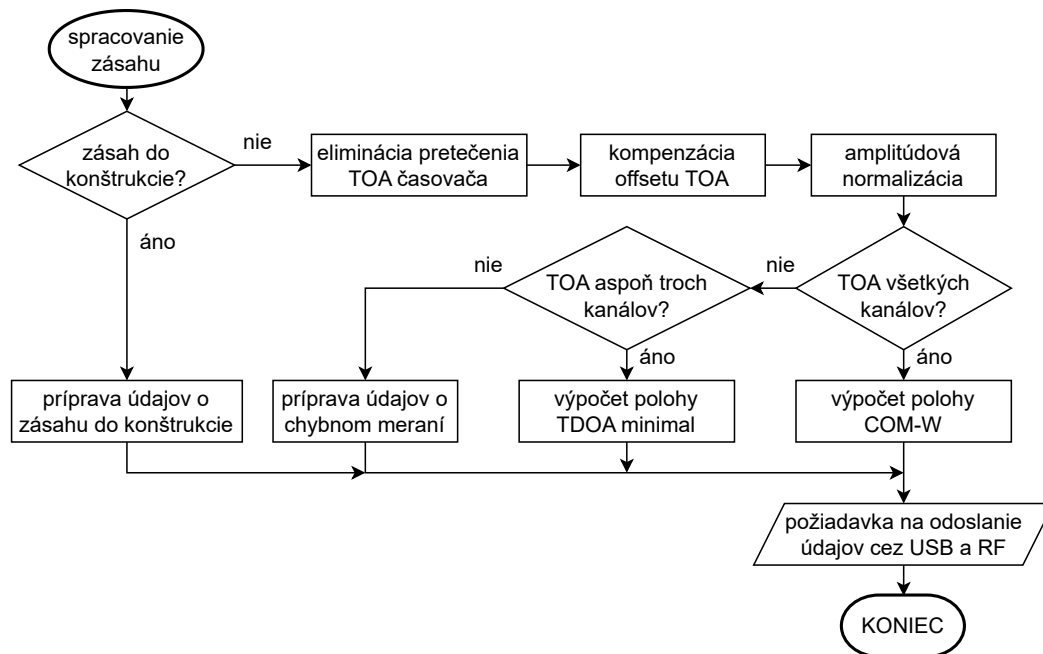 spracovanie
zásahu
zásah do
konštrukcie?
nie
eliminácia pretečenia
TOA časovača
kompenzácia
offsetu TOA
amplitúdová
normalizácia
áno
nie
TOA aspoň troch
kanálov?
nie
TOA všetkých
kanálov?
áno
áno
príprava údajov o
zásahu do konštrukcie
príprava údajov o
chybnom meraní
výpočet polohy
TDOA minimal
výpočet polohy
COM-W
požiadavka na odoslanie
údajov cez USB a RF
KONIEC